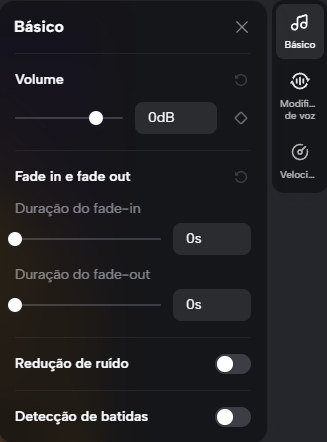 Básico
Volume
0dB
Fade in e fade out
Duração do fade-in
0s
Duração do fade-out
0s
Redução de ruído
Detecção de batidas
Básico
Modifi...
de voz
Veloci...